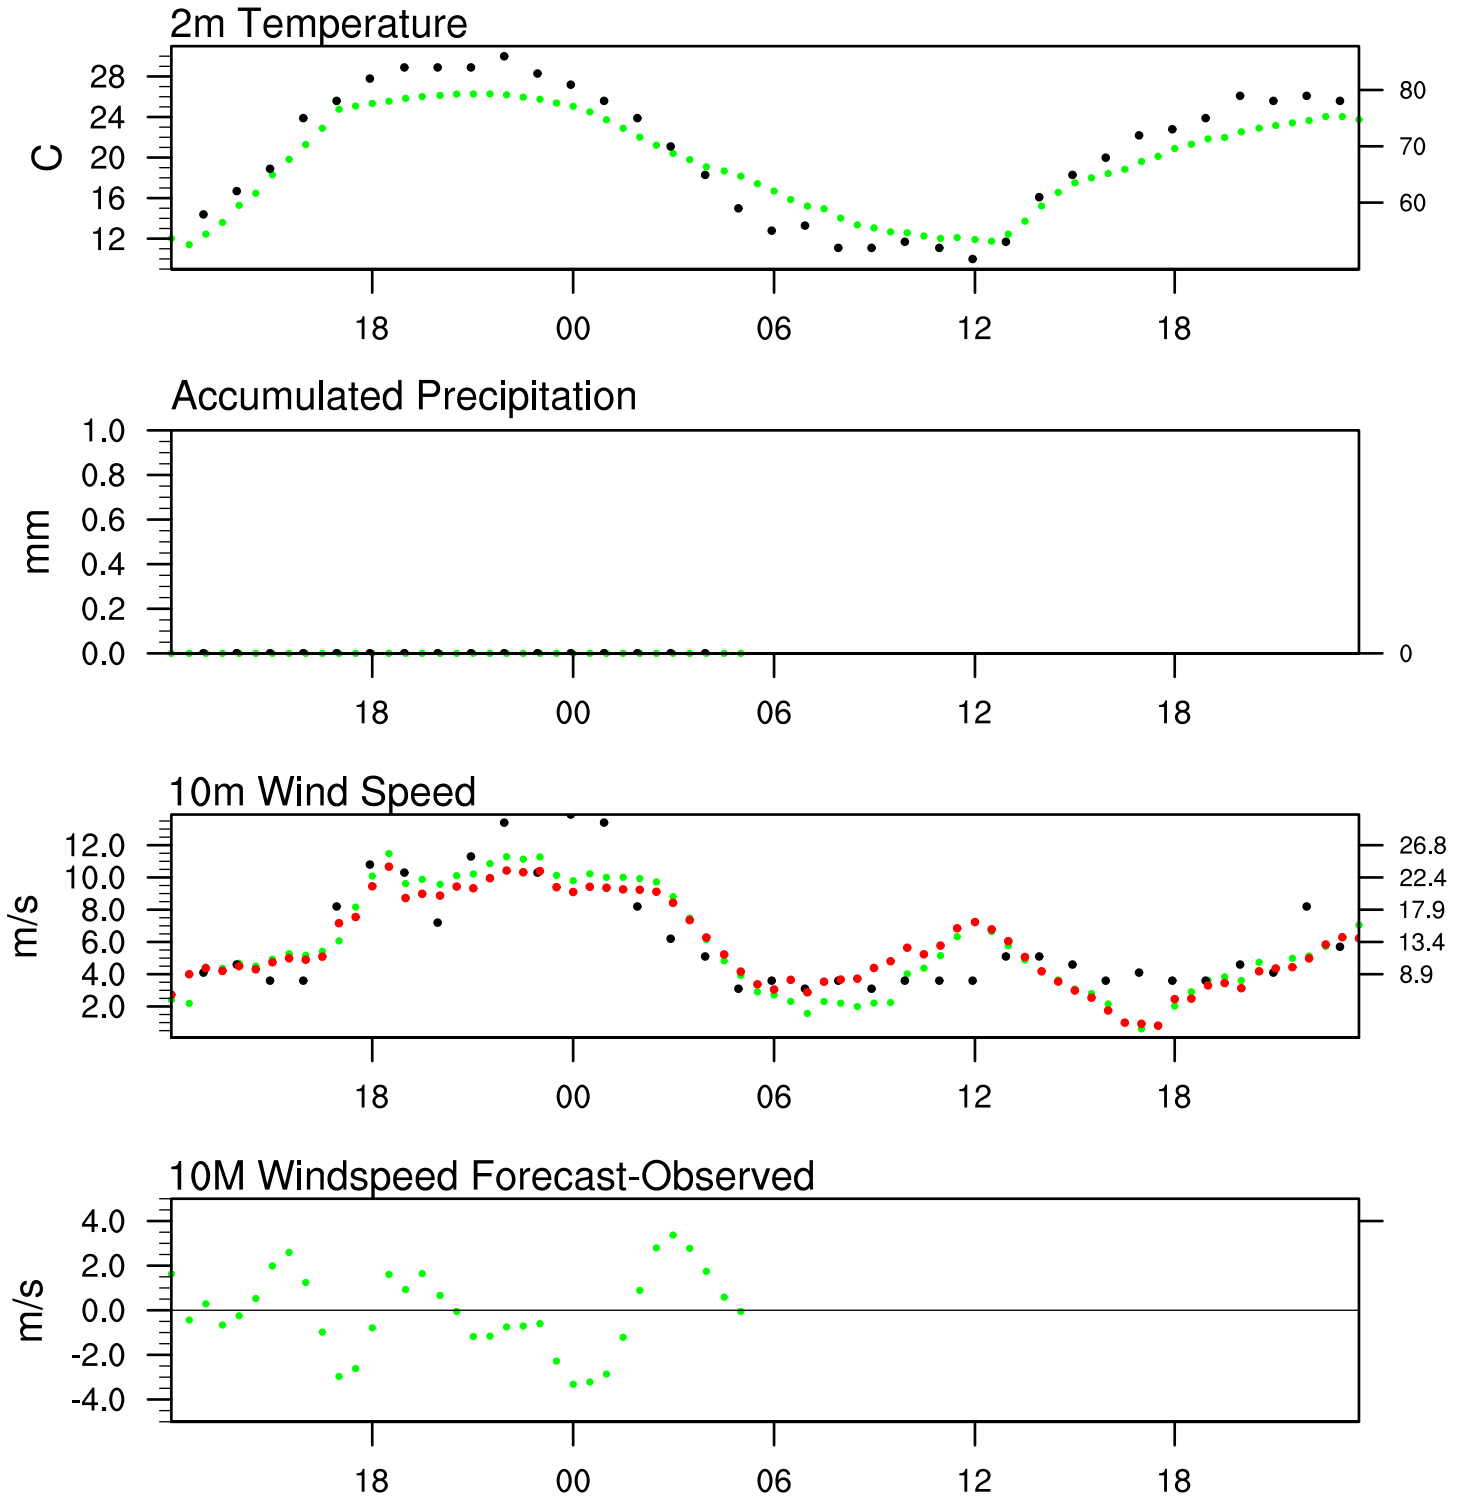 2m Temperature
C
28
24
20
16
12
80
70
60
18 00 06 12 18
Accumulated Precipitation
mm
1.0
0.8
0.6
0.4
0.2
0.0
0
18 00 06 12 18
10m Wind Speed
m/s
12.0
10.0
8.0
6.0
4.0
2.0
26.8
22.4
17.9
13.4
8.9
18 00 06 12 18
10M Windspeed Forecast-Observed
m/s
4.0
2.0
0.0
-2.0
-4.0
18 00 06 12 18